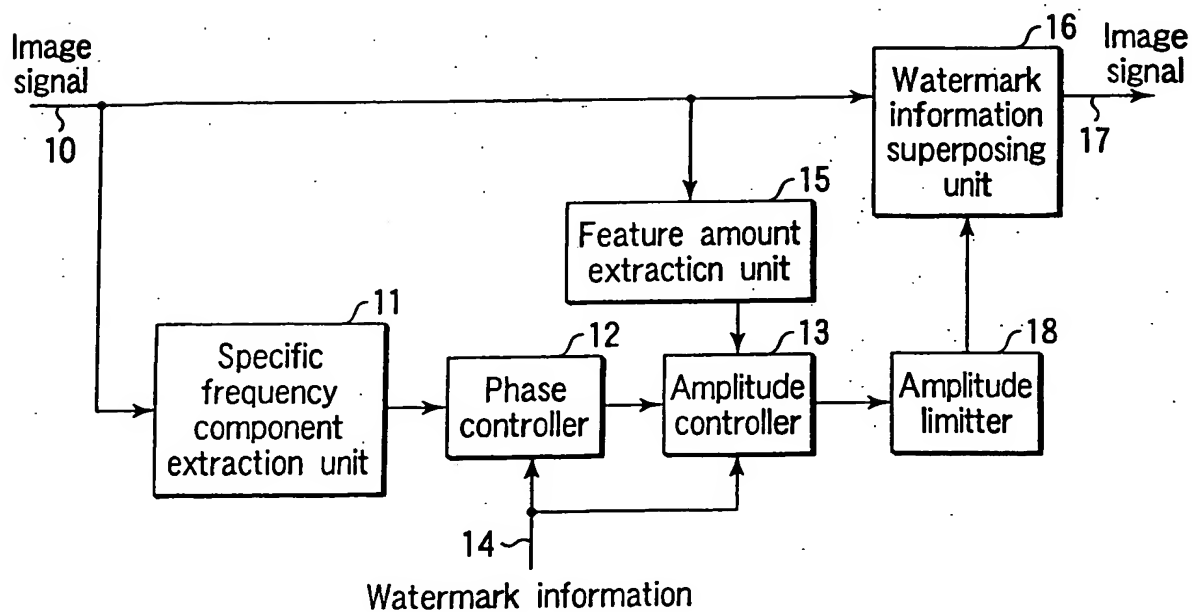 Image
signal
10
16
Watermark
information
superposing
unit
Image
signal
17
15
Feature amount
extracticn unit
11
Specific
frequency
component
extraction unit
12
Phase
controller
13
Amplitude
controller
18
Amplitude
limitter
14
Watermark information